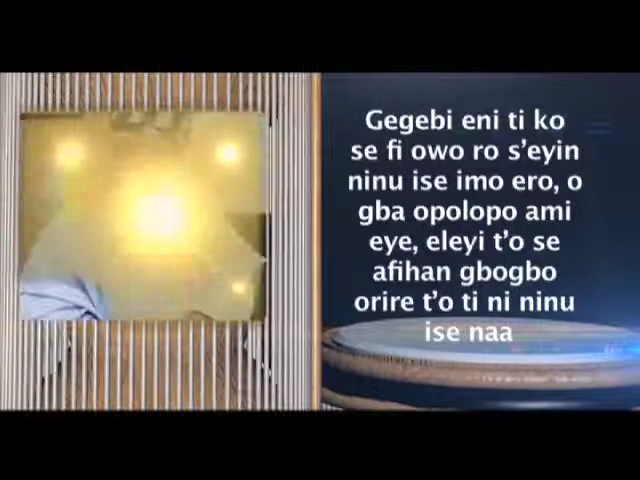 Gegebi eni ti ko
se fi owo ro s'eyin
ninu ise imo ero, o
gba opolopo ami
eye, eleyi t'o se
afihan gbogbo
orire t'o ti ni ninu
ise naa